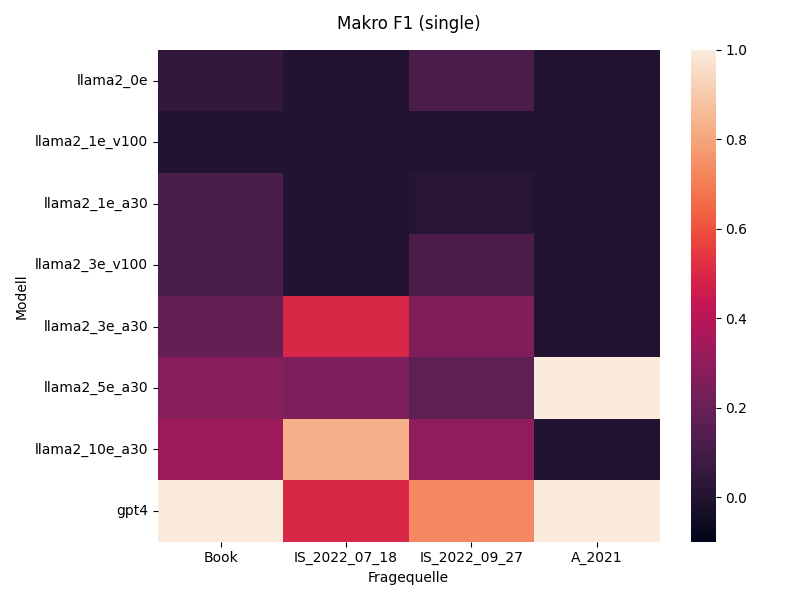 Makro F1 (single)
Modell
llama2_0e
llama2_1e_v100
llama2_1e_a30
llama2_3e_v100
llama2_3e_a30
llama2_5e_a30
llama2_10e_a30
gpt4
Book IS_2022_07_18 IS_2022_09_27 A_2021
Fragequelle
1.0
0.8
0.6
0.4
0.2
0.0